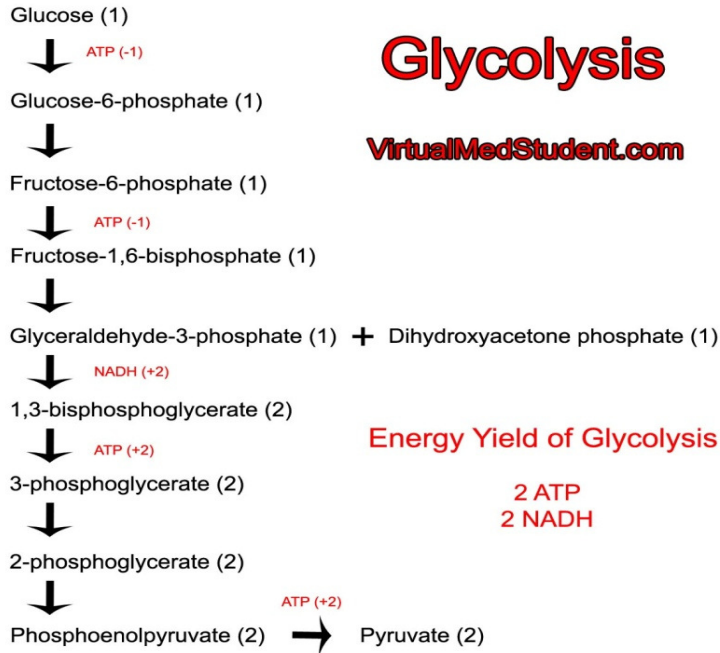 Glucose (1)
ATP (-1)
Glycolysis
Glucose-6-phosphate (1)
VirtualMedStudent.com
Fructose-6-phosphate (1)
ATP (-1)
Fructose-1,6-bisphosphate (1)
Glyceraldehyde-3-phosphate (1) + Dihydroxyacetone phosphate (1)
NADH (+2)
1,3-bisphosphoglycerate (2)
ATP (+2)
3-phosphoglycerate (2)
2-phosphoglycerate (2)
Phosphoenolpyruvate (2)
ATP (+2)
Pyruvate (2)
Energy Yield of Glycolysis
2 ATP
2 NADH